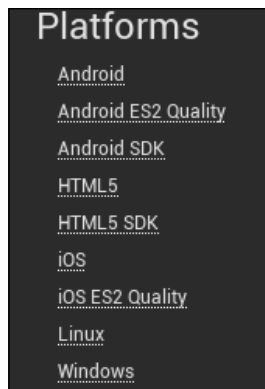 Platforms
Android
Android ES2 Quality
Android SDK
HTML5
HTML5 SDK
iOS
iOS ES2 Quality
Linux
Windows